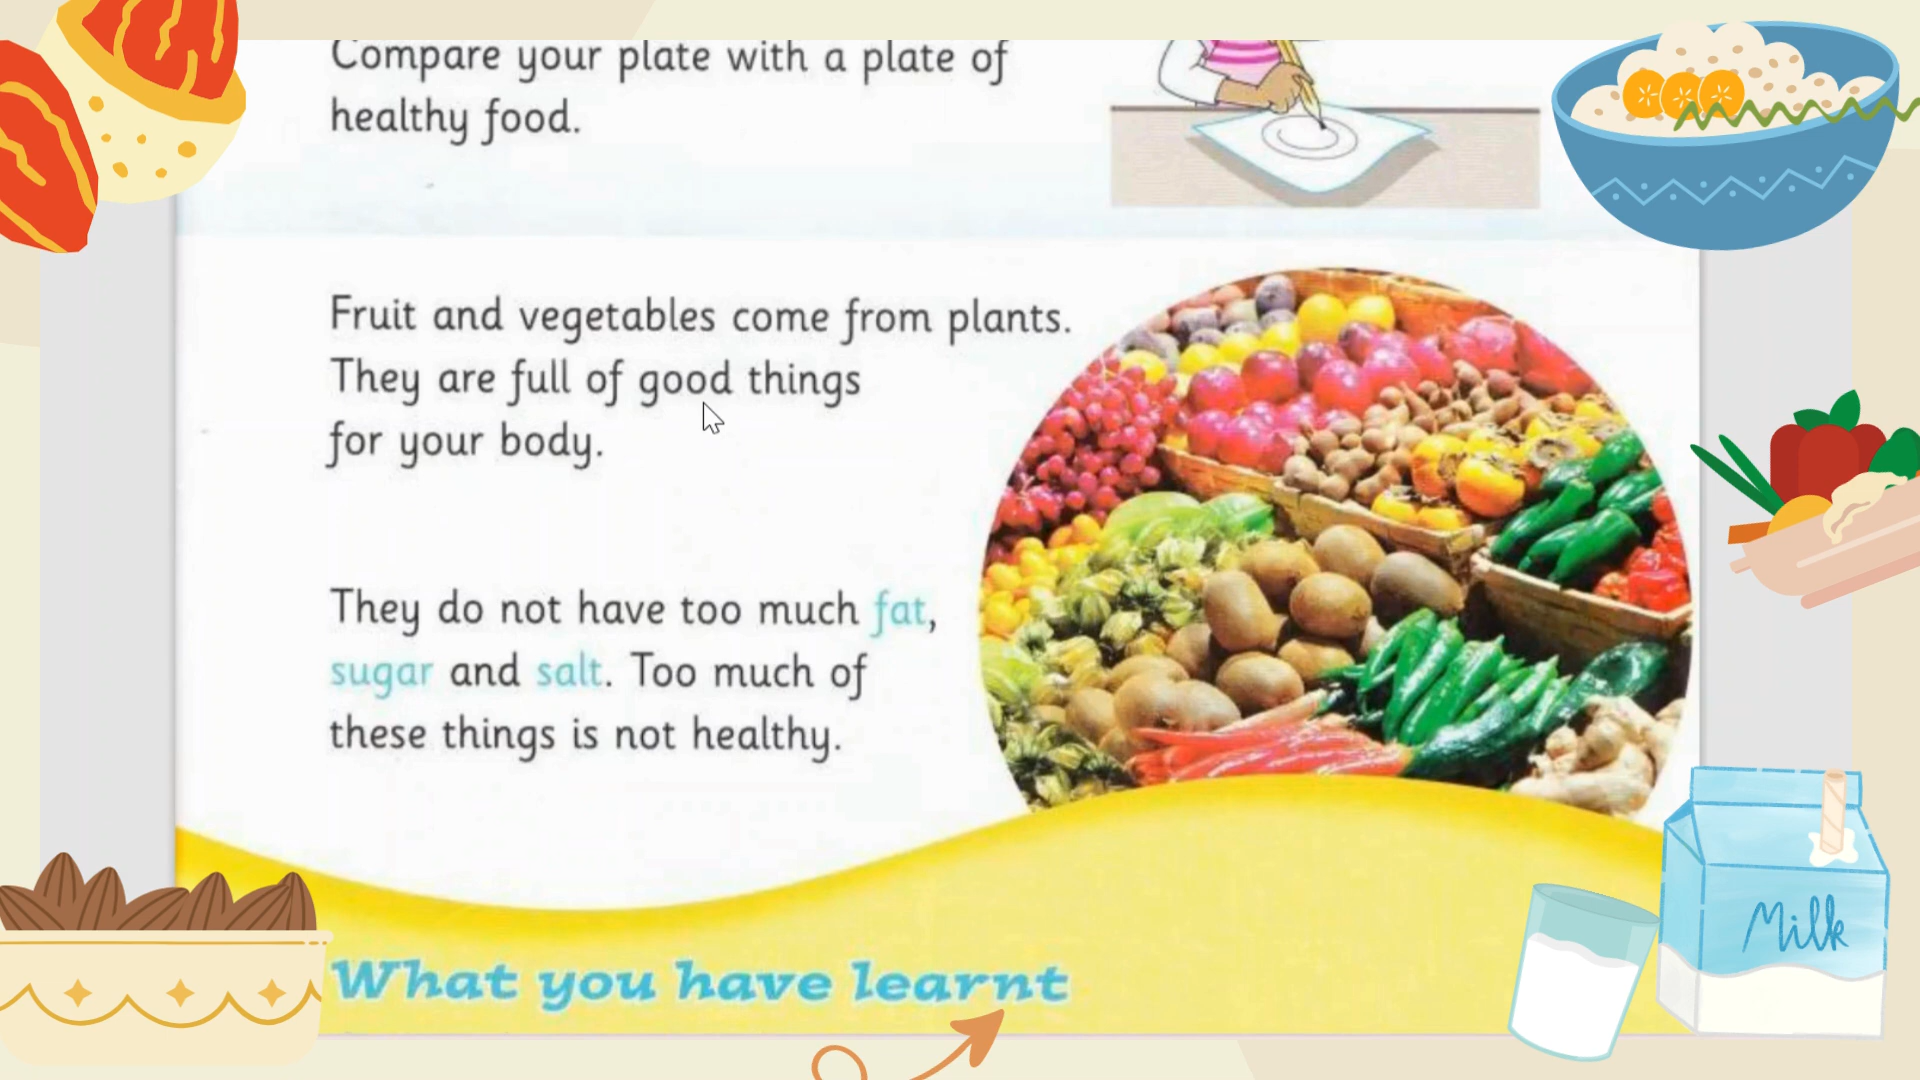 Compare your plate with a plate of
healthy food.
Fruit and vegetables come from plants.
They are full of good things
for your body.
They do not have too much fat,
sugar and salt. Too much of
these things is not healthy.
What you have learnt
Milk